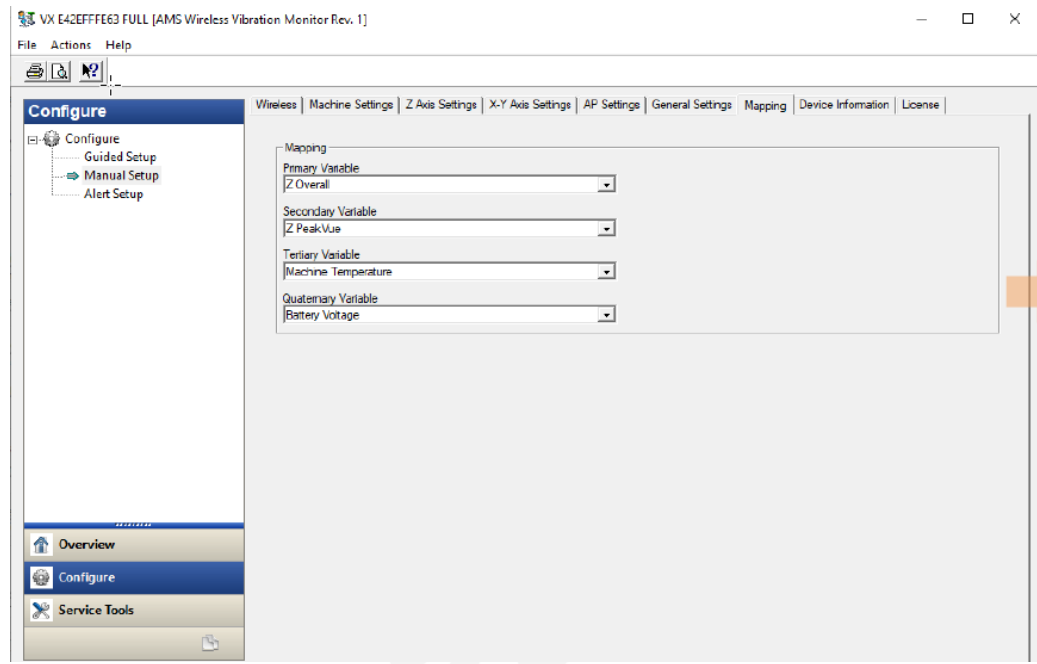 VX E42EFFFE63 FULL [AMS Wireless Vibration Monitor Rev. 1]
File Actions Help
Configure
Configure
Guided Setup
Manual Setup
Alert Setup
Overview
Configure
Service Tools
Wireless Machine Settings Z Axis Settings X-Y Axis Settings AP Settings General Settings Mapping Device Information License
Mapping
Primary Variable
Z Overall
Secondary Variable
Z PeakVue
Tertiary Variable
Machine Temperature
Quaternary Variable
Battery Voltage